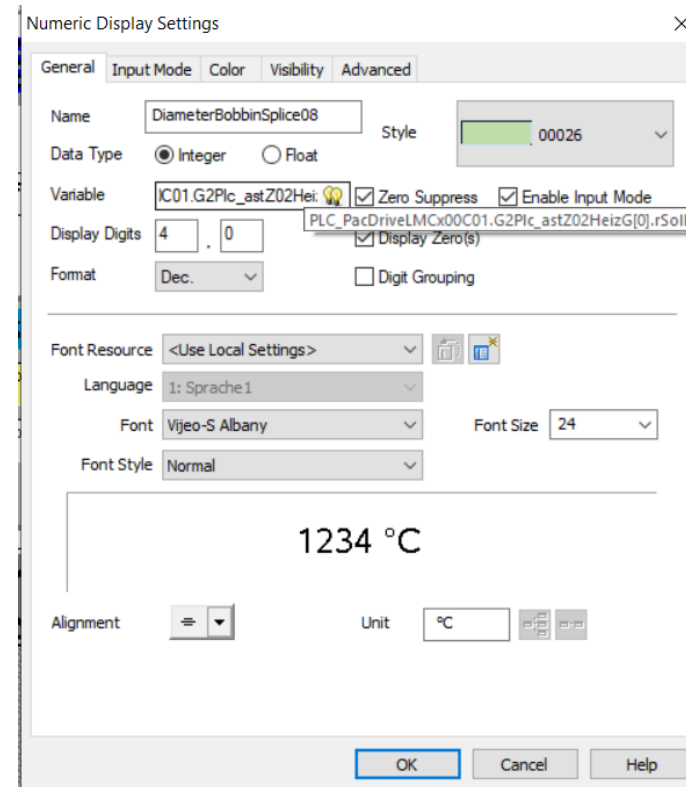 Numeric Display Settings
General Input Mode Color Visibility Advanced
Name DiameterBobbinSplice08 Style 00026
Data Type Integer Float
Variable IC01.G2Plc_astZ02Hei: Zero Suppress Enable Input Mode
PLC_PacDriveLMCx00C01.G2Plc_astZ02HeizG[0].rSoll
Display Digits 4 . 0 Display Zero(s)
Format Dec. Digit Grouping
Font Resource <Use Local Settings>
Language 1: Sprache1
Font Vijeo-S Albany Font Size 24
Font Style Normal
1234 °C
Alignment Unit °C
OK Cancel Help